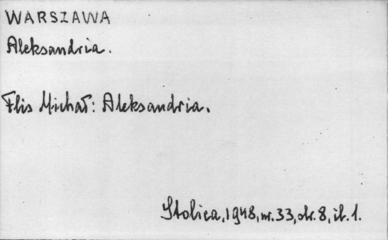 WARSZAWA
Aleksandria.
Flis Michał: Aleksandria.
Stolica, 1948, nr. 33, str. 8, il. 1.